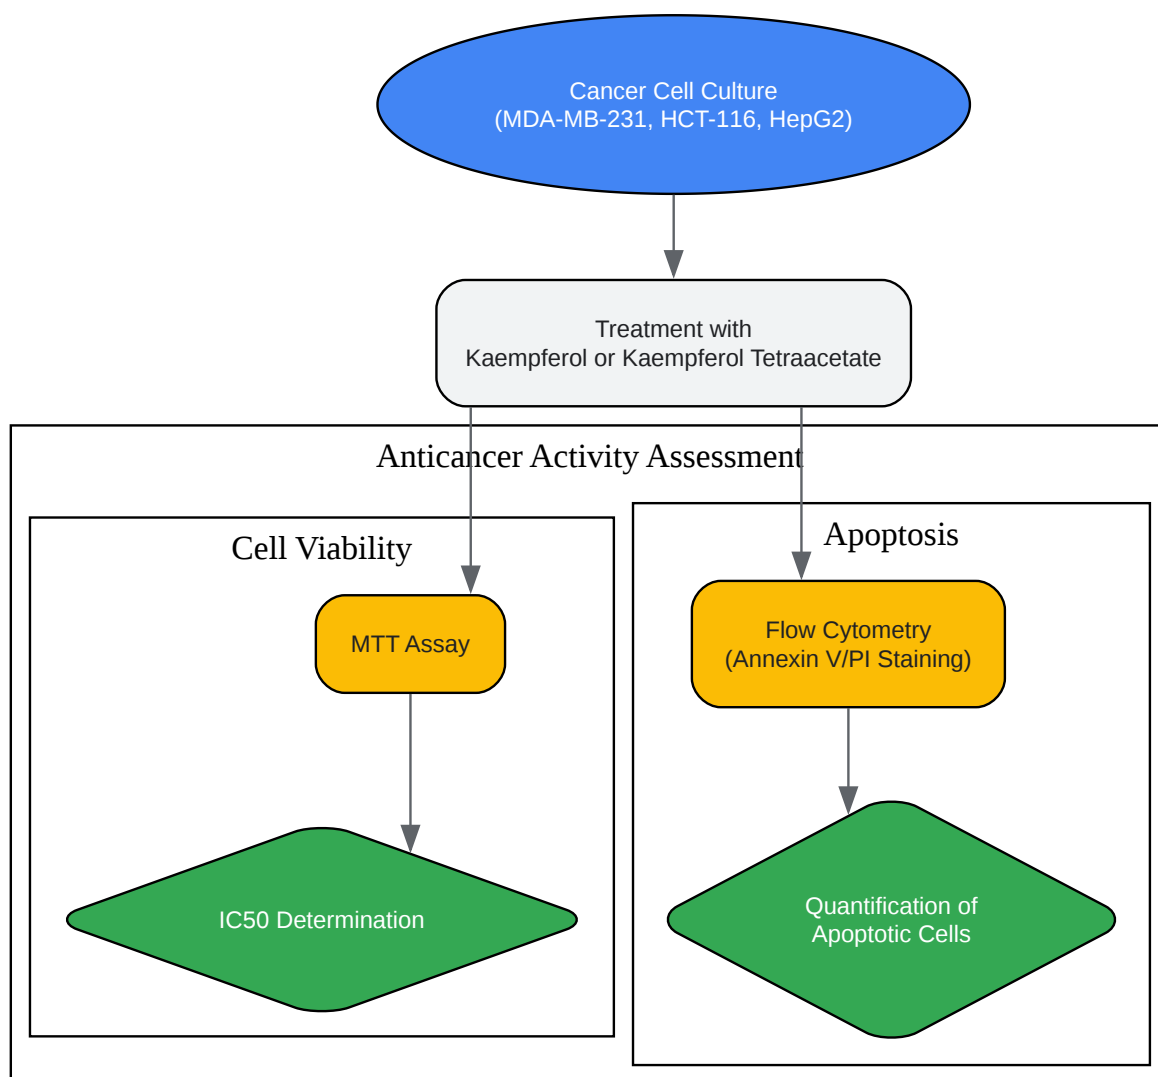 Cancer Cell Culture
(MDA-MB-231, HCT-116, HepG2)
Treatment with
Kaempferol or Kaempferol Tetraacetate
Anticancer Activity Assessment
Cell Viability
MTT Assay
IC50 Determination
Apoptosis
Flow Cytometry
(Annexin V/PI Staining)
Quantification of
Apoptotic Cells